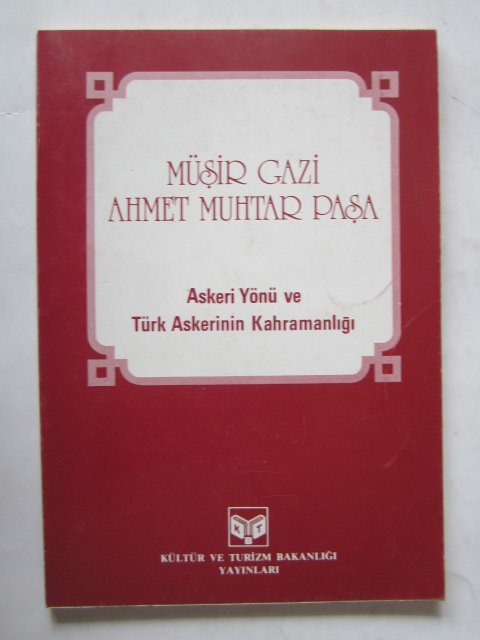 MÜŞİR GAZİ
AHMET MUHTAR PAŞA
Askeri Yönü ve
Türk Askerinin Kahramanlığı
K T
B
KÜLTÜR VE TURİZM BAKANLIĞI
YAYINLARI